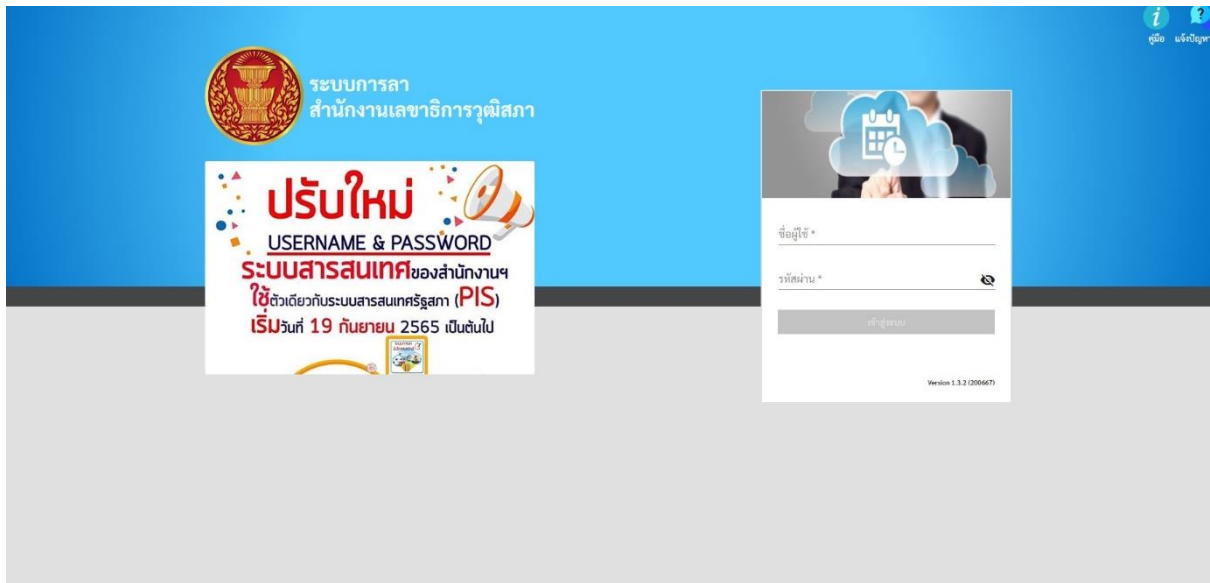 คู่มือ แจ้งปัญหา
ระบบการลา
สำนักงานเลขาธิการวุฒิสภา
ปรับใหม่
USERNAME & PASSWORD
ระบบสารสนเทศของสำนักงานฯ
ใช้ตัวเดียวกับระบบสารสนเทศรัฐสภา (PIS)
เริ่มวันที่ 19 กันยายน 2565 เป็นต้นไป
ชื่อผู้ใช้ *
รหัสผ่าน *
เข้าสู่ระบบ
Version 1.3.2 (200667)